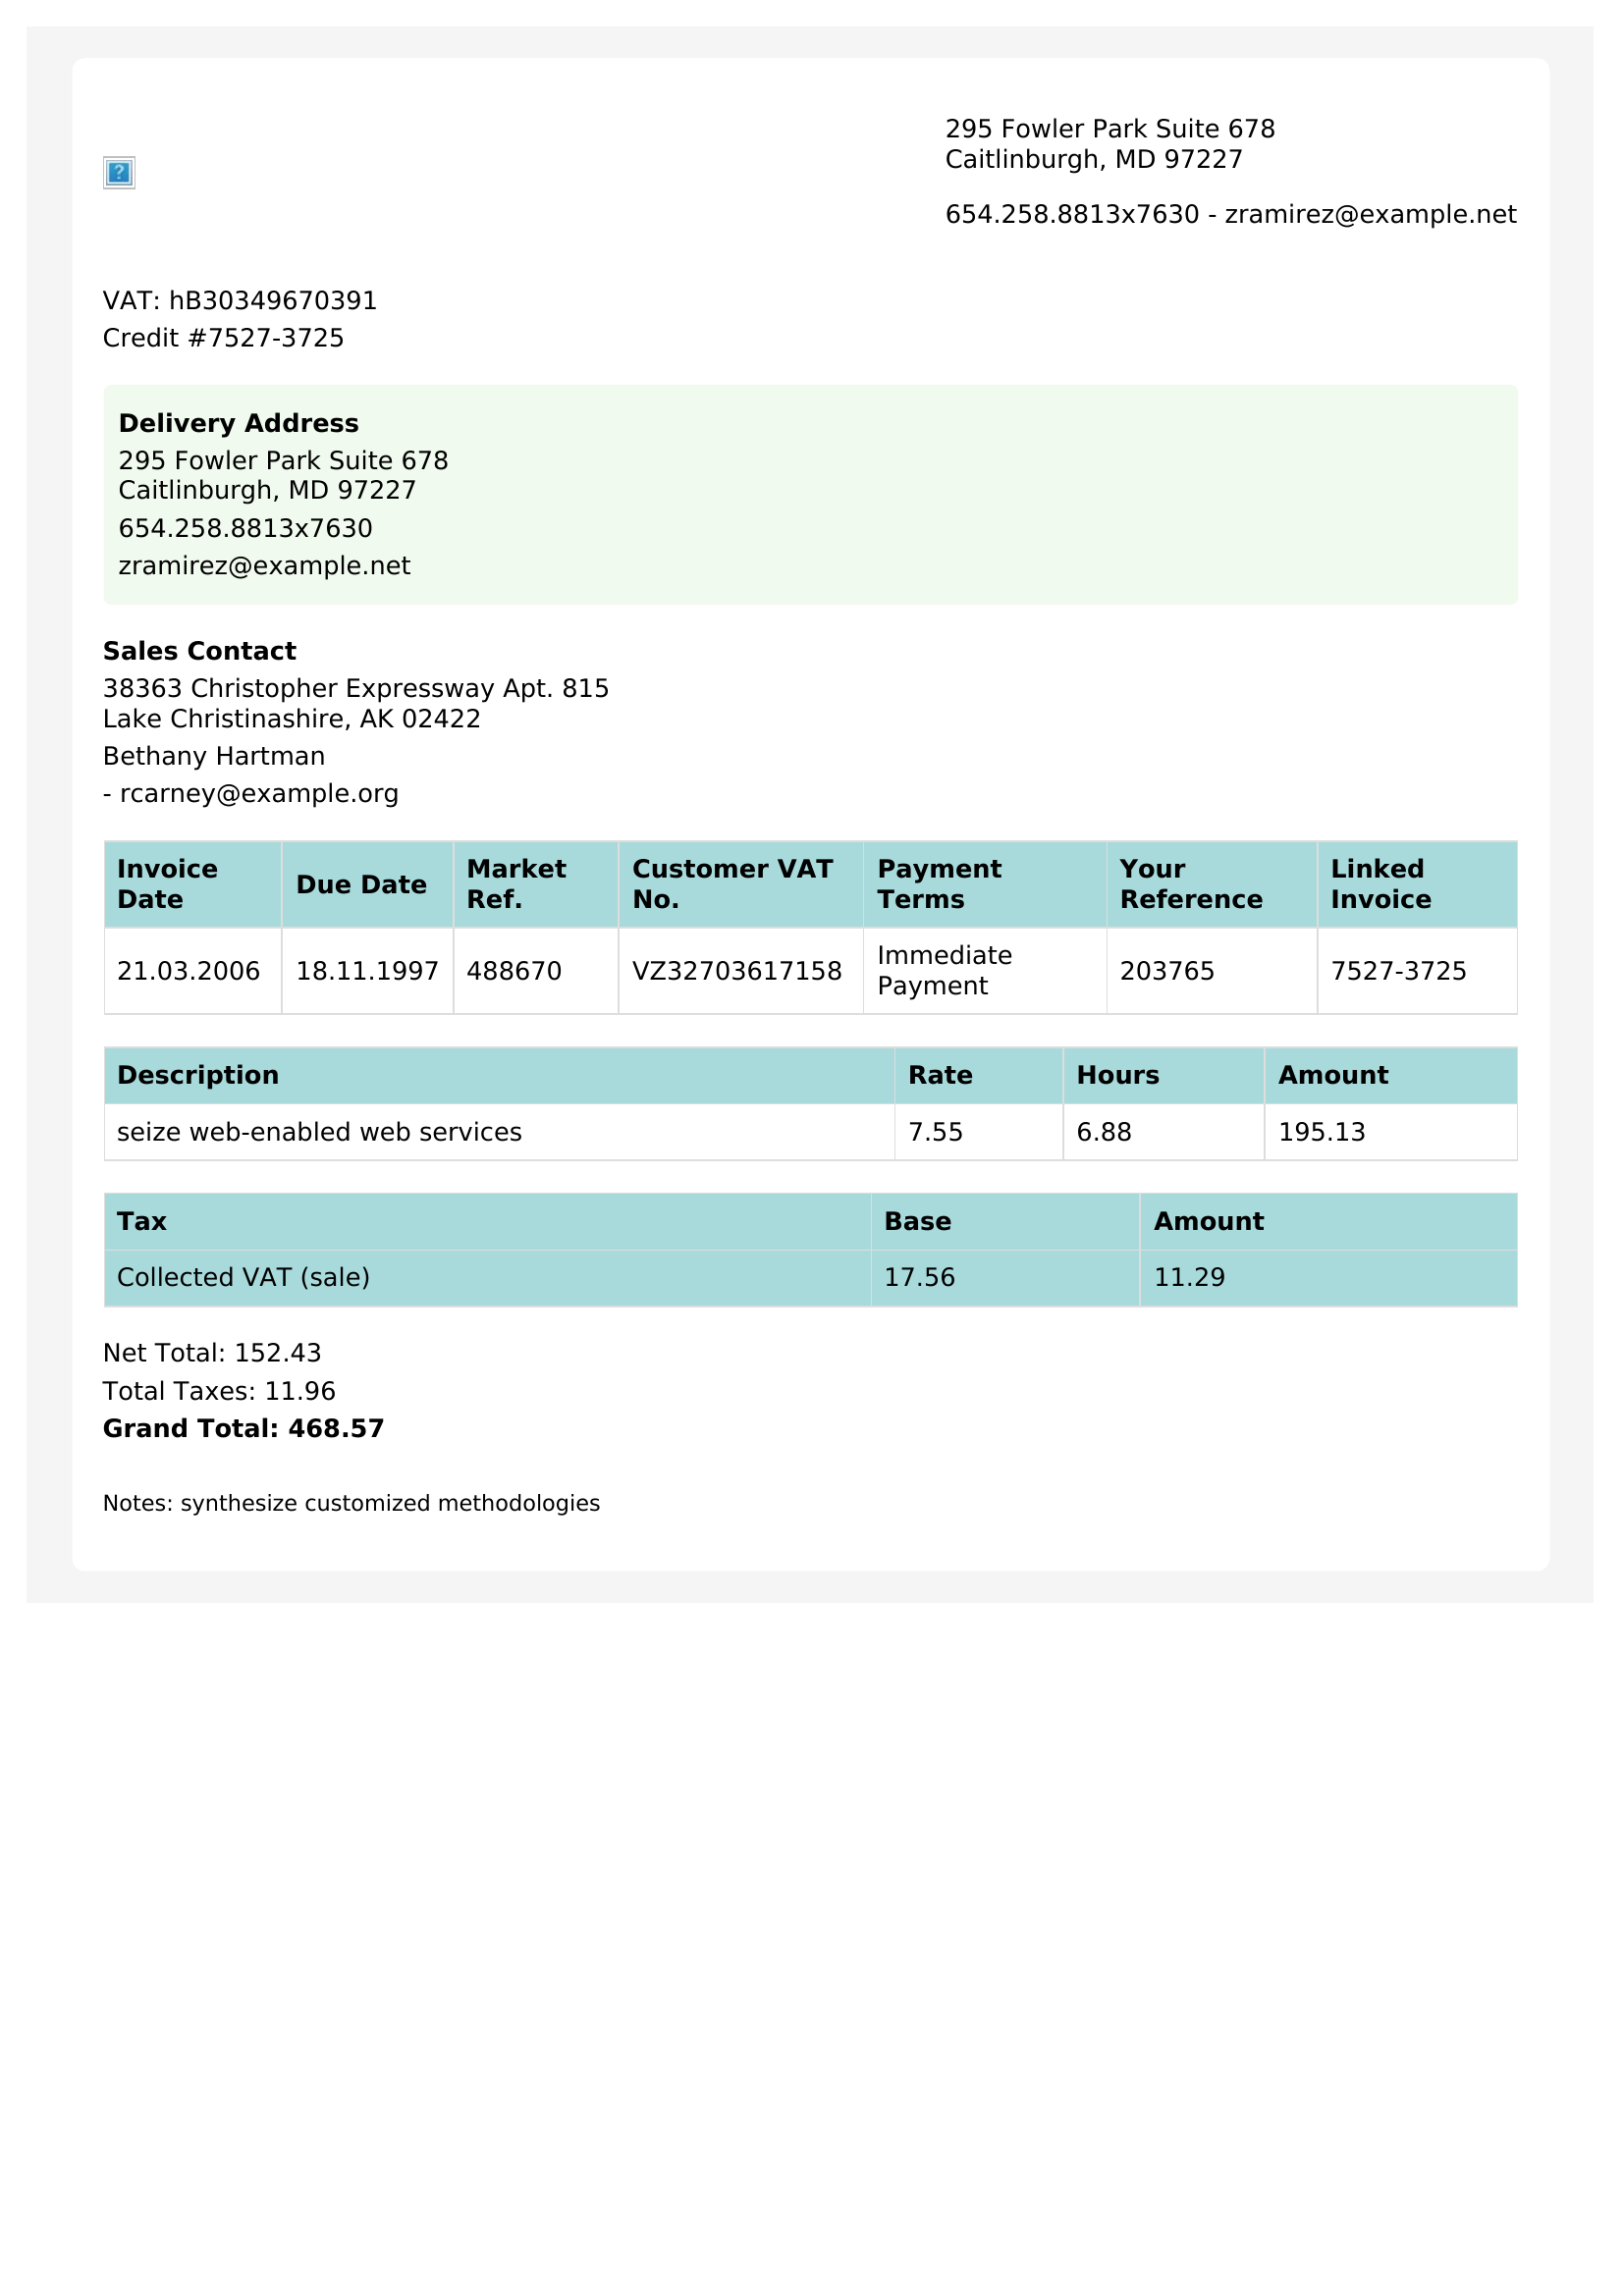 295 Fowler Park Suite 678
Caitlinburgh, MD 97227
654.258.8813x7630 - zramirez@example.net
VAT: hB30349670391
Credit #7527-3725
Delivery Address
295 Fowler Park Suite 678
Caitlinburgh, MD 97227
654.258.8813x7630
zramirez@example.net
Sales Contact
38363 Christopher Expressway Apt. 815
Lake Christinashire, AK 02422
Bethany Hartman
- rcarney@example.org
Invoice Date Due Date Market Ref. Customer VAT No. Payment Terms Your Reference Linked Invoice
21.03.2006 18.11.1997 488670 VZ32703617158 Immediate Payment 203765 7527-3725
Description Rate Hours Amount
seize web-enabled web services 7.55 6.88 195.13
Tax Base Amount
Collected VAT (sale) 17.56 11.29
Net Total: 152.43
Total Taxes: 11.96
Grand Total: 468.57
Notes: synthesize customized methodologies